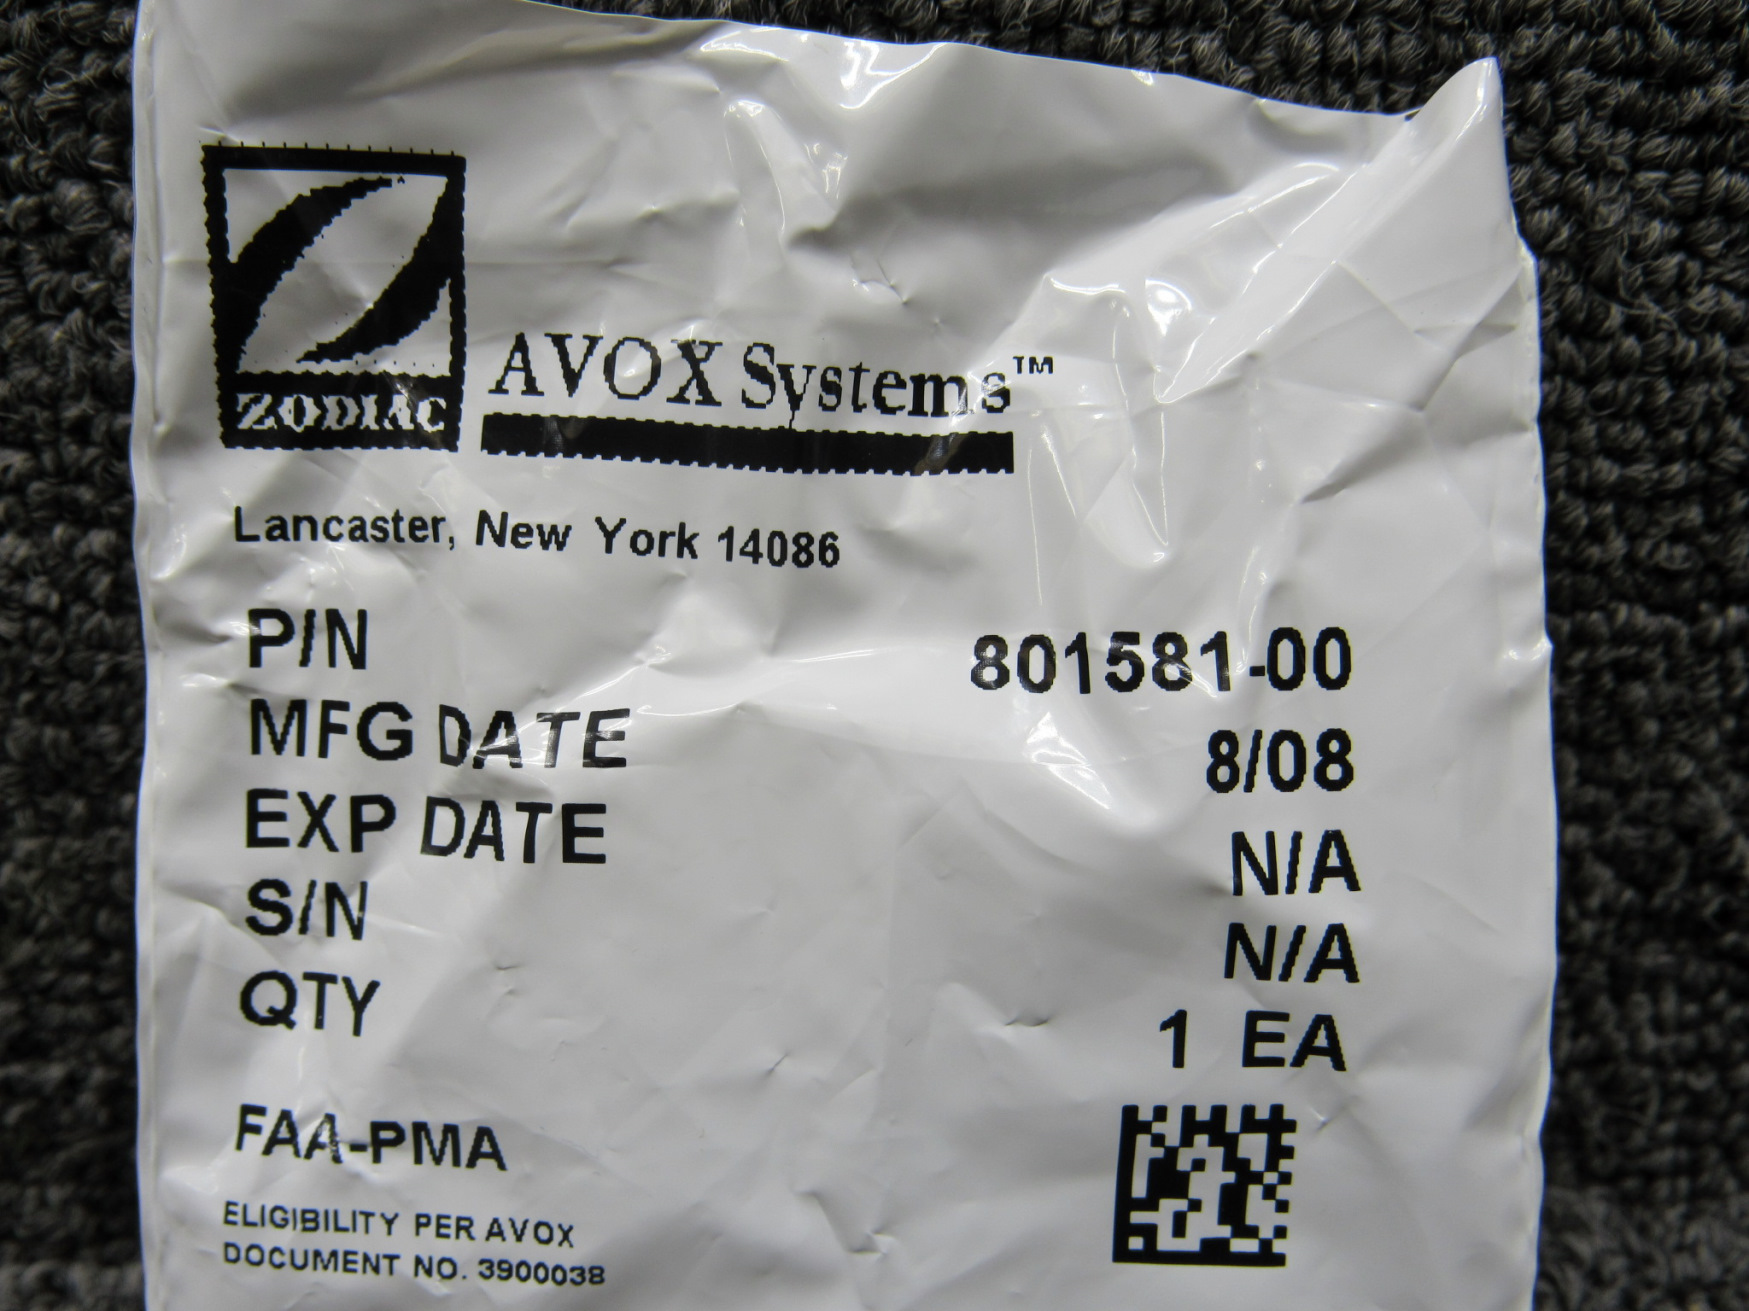 ZODIAC
AVOX Systems™
Lancaster, New York 14086
P/N 801581-00
MFG DATE 8/08
EXP DATE N/A
S/N N/A
QTY 1 EA
FAA-PMA
ELIGIBILITY PER AVOX
DOCUMENT NO. 3900038